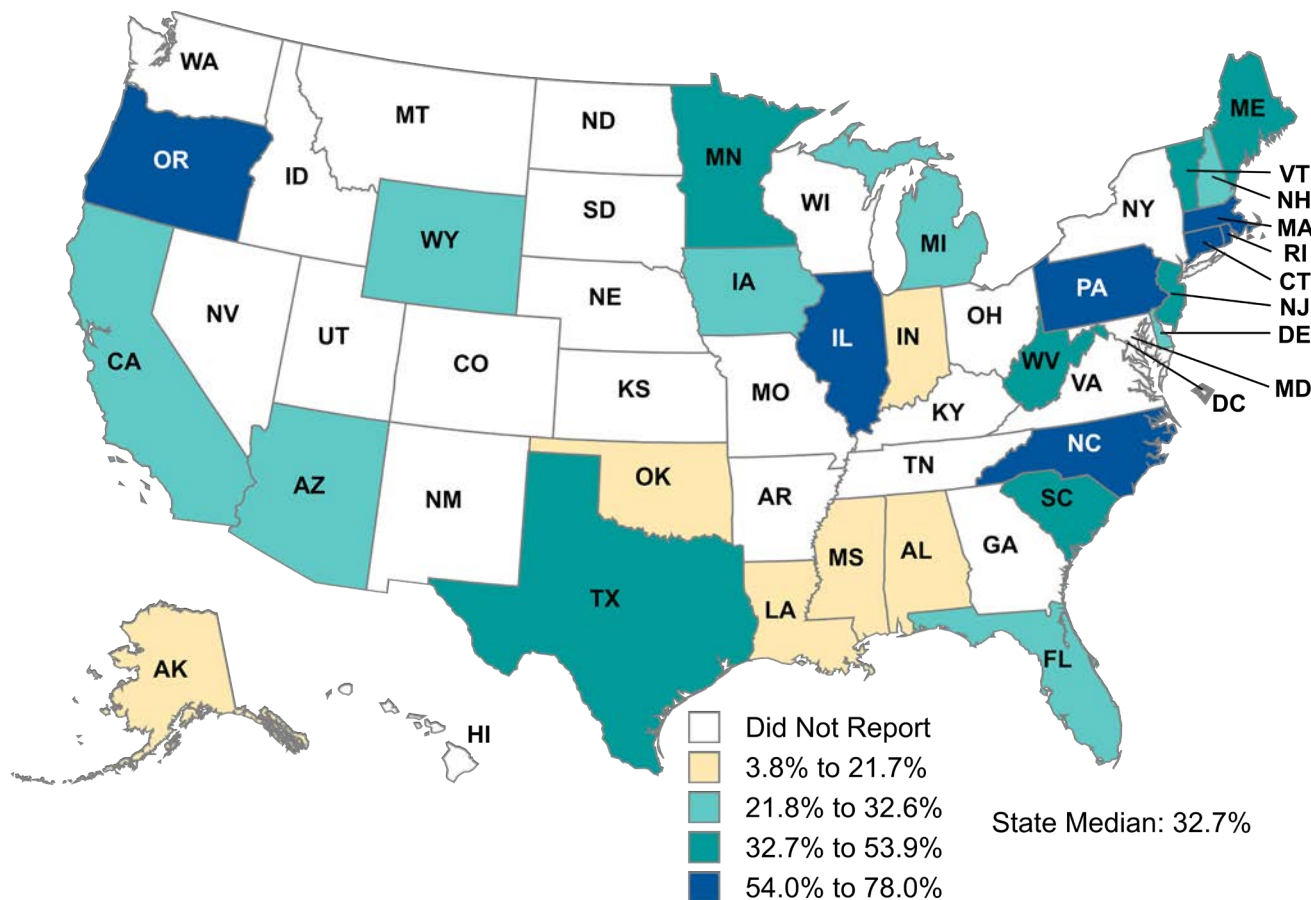 WA
MT
ND
MN
ME
OR
ID
SD
WI
NY
VT
NH
MA
RI
CT
NJ
DE
MD
DC
WY
MI
IA
NE
PA
NV
UT
CO
IL
IN
OH
CA
KS
MO
WV
VA
KY
NC
AZ
NM
OK
AR
TN
SC
MS
AL
GA
TX
LA
FL
AK
HI
Did Not Report
3.8% to 21.7%
21.8% to 32.6%
32.7% to 53.9%
54.0% to 78.0%
State Median: 32.7%